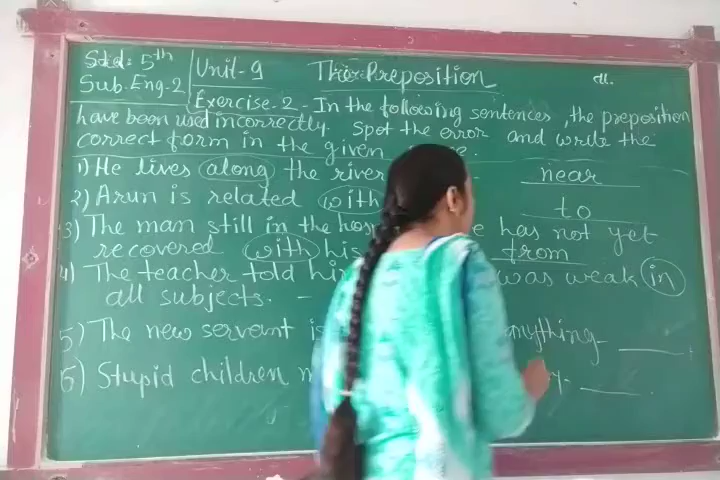 Std: 5th
Sub. Eng-2
Unit-9 The Preposition
Exercise-2 - In the following sentences, the preposition
have been used incorrectly. Spot the error and write the
correct form in the given
1) He lives along the river near
2) Arun is related with to
3) The man still in the has not yet
recovered with his from
4) The teacher told was weak in
all subjects. -
5) The new servant is anything- ____
6) Stupid children ____